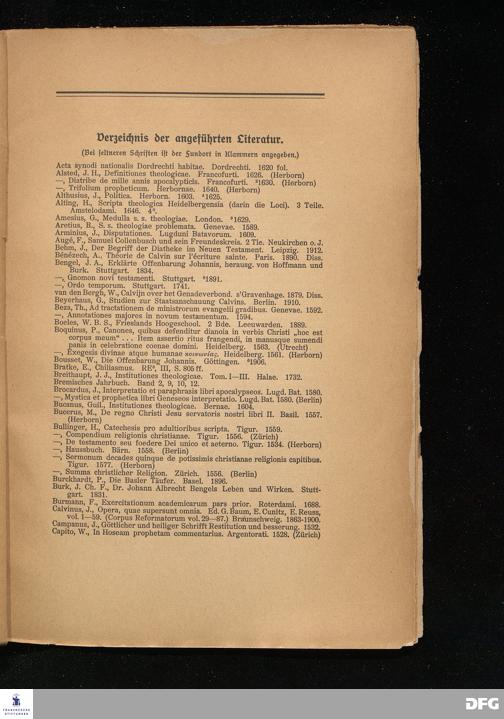 Verzeichnis der angeführten Literatur.
(Bei seltneren Schriften ist der Fundort in Klammern angegeben.)
Acta synodi nationalis Dordrechti habitae. Dordrechti. 1620 fol.
Alsted, J. H., Definitiones theologicae. Francofurti. 1626. (Herborn)
—, Diatribe de mille annis apocalypticis. Francofurti. ²1630. (Herborn)
—, Trifolium propheticum. Herbornae. 1640. (Herborn)
Althusius, J., Politica. Herborn. 1603. ⁴1625.
Alting, H., Scripta theologica Heidelbergensia (darin die Loci). 3 Teile.
Amstelodami. 1646. 4°.
Amesius, G., Medulla s. s. theologiae. London. ⁴1629.
Aretius, B., S. s. theologiae problemata. Genevae. 1589.
Arminius, J., Disputationes. Lugduni Batavorum. 1609.
Augé, F., Samuel Collenbusch und sein Freundeskreis. 2 Tle. Neukirchen o. J.
Behm, J., Der Begriff der Diatheke im Neuen Testament. Leipzig. 1912.
Bénézech, A., Théorie de Calvin sur l'écriture sainte. Paris. 1890. Diss.
Bengel, J. A., Erklärte Offenbarung Johannis, herausg. von Hoffmann und
Burk. Stuttgart. 1834.
—, Gnomon novi testamenti. Stuttgart. ⁸1891.
—, Ordo temporum. Stuttgart. 1741.
van den Bergh, W., Calvijn over het Genadeverbond. s'Gravenhage. 1879. Diss.
Beyerhaus, G., Studien zur Staatsanschauung Calvins. Berlin. 1910.
Beza, Th., Ad tractationem de ministrorum evangelii gradibus. Genevae. 1592.
—, Annotationes majores in novum testamentum. 1594.
Boeles, W. B. S., Frieslands Hoogeschool. 2 Bde. Leeuwarden. 1889.
Boquinus, P., Canones, quibus defenditur dianoia in verbis Christi „hoc est
corpus meum“ . . . Item assertio ritus frangendi, in manusque sumendi
panis in celebratione coenae domini. Heidelberg. 1563. (Utrecht)
—, Exegesis divinae atque humanae κοινωνίας. Heidelberg. 1561. (Herborn)
Bousset, W., Die Offenbarung Johannis. Göttingen. ⁶1906.
Bratke, E., Chiliasmus. RE³, III, S. 805 ff.
Breithaupt, J. J., Institutiones theologicae. Tom. I—III. Halae. 1732.
Bremisches Jahrbuch. Band 2, 9, 10, 12.
Brocardus, J., Interpretatio et paraphrasis libri apocalypseos. Lugd. Bat. 1580.
—, Mystica et prophetica libri Geneseos interpretatio. Lugd. Bat. 1580. (Berlin)
Bucanus, Guil., Institutiones theologicae. Bernae. 1604.
Bucerus, M., De regno Christi Jesu servatoris nostri libri II. Basil. 1557.
(Herborn)
Bullinger, H., Catechesis pro adultioribus scripta. Tigur. 1559.
—, Compendium religionis christianae. Tigur. 1556. (Zürich)
—, De testamento seu foedere Dei unico et aeterno. Tigur. 1534. (Herborn)
—, Haussbuch. Bärn. 1558. (Berlin)
—, Sermonum decades quinque de potissimis christianae religionis capitibus.
Tigur. 1577. (Herborn)
—, Summa christlicher Religion. Zürich. 1556. (Berlin)
Burckhardt, P., Die Basler Täufer. Basel. 1896.
Burk, J. Ch. F., Dr. Johann Albrecht Bengels Leben und Wirken. Stutt-
gart. 1831.
Burmann, F., Exercitationum academicarum pars prior. Roterdami. 1688.
Calvinus, J., Opera, quae supersunt omnia. Ed. G. Baum, E. Cunitz, E. Reuss,
vol. 1—59. (Corpus Reformatorum vol. 29—87.) Braunschweig. 1863-1900.
Campanus, J., Göttlicher und heiliger Schrifft Restitution und besserung. 1532.
Capito, W., In Hoseam prophetam commentarius. Argentorati. 1528. (Zürich)
FRANCKESCHE
STIFTUNGEN
DFG